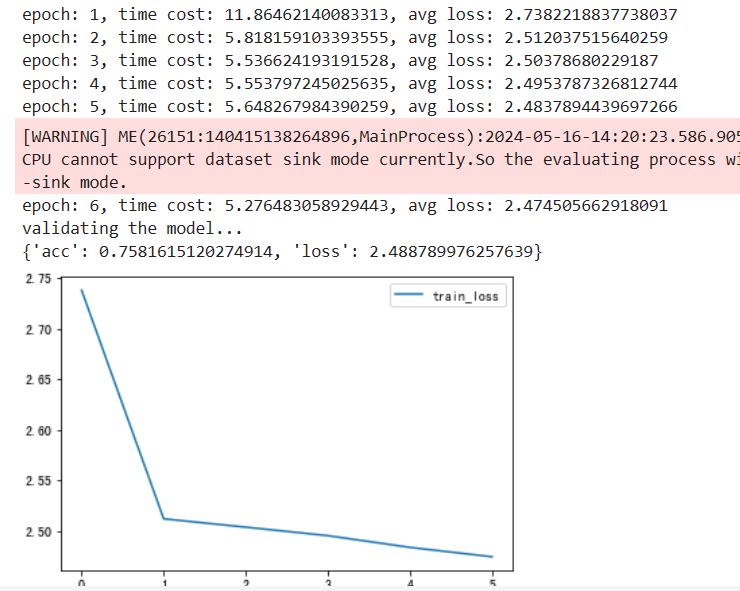 epoch: 1, time cost: 11.86462140083313, avg loss: 2.7382218837738037
epoch: 2, time cost: 5.818159103393555, avg loss: 2.512037515640259
epoch: 3, time cost: 5.536624193191528, avg loss: 2.50378680229187
epoch: 4, time cost: 5.553797245025635, avg loss: 2.4953787326812744
epoch: 5, time cost: 5.648267984390259, avg loss: 2.4837894439697266
[WARNING] ME(26151:140415138264896,MainProcess):2024-05-16-14:20:23.586.905
CPU cannot support dataset sink mode currently.So the evaluating process wi
-sink mode.
epoch: 6, time cost: 5.276483058929443, avg loss: 2.474505662918091
validating the model...
{'acc': 0.7581615120274914, 'loss': 2.488789976257639}
2.75
train_loss
2.70
2.65
2.60
2.55
2.50
0 1 2 3 4 5